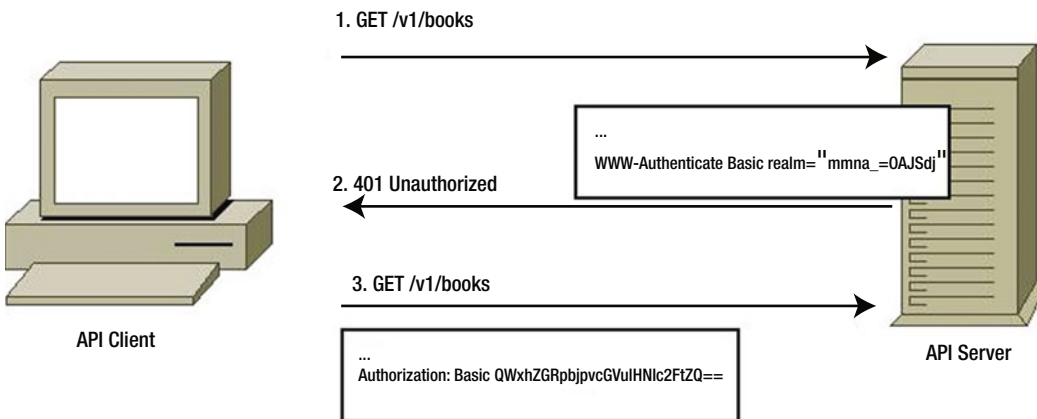 1. GET /v1/books
...
WWW-Authenticate Basic realm="mmna_=OAJSdj"
2. 401 Unauthorized
3. GET /v1/books
API Client
API Server
...
Authorization: Basic QWxhZGRpbjpvcGVuIHNlc2FtZQ==